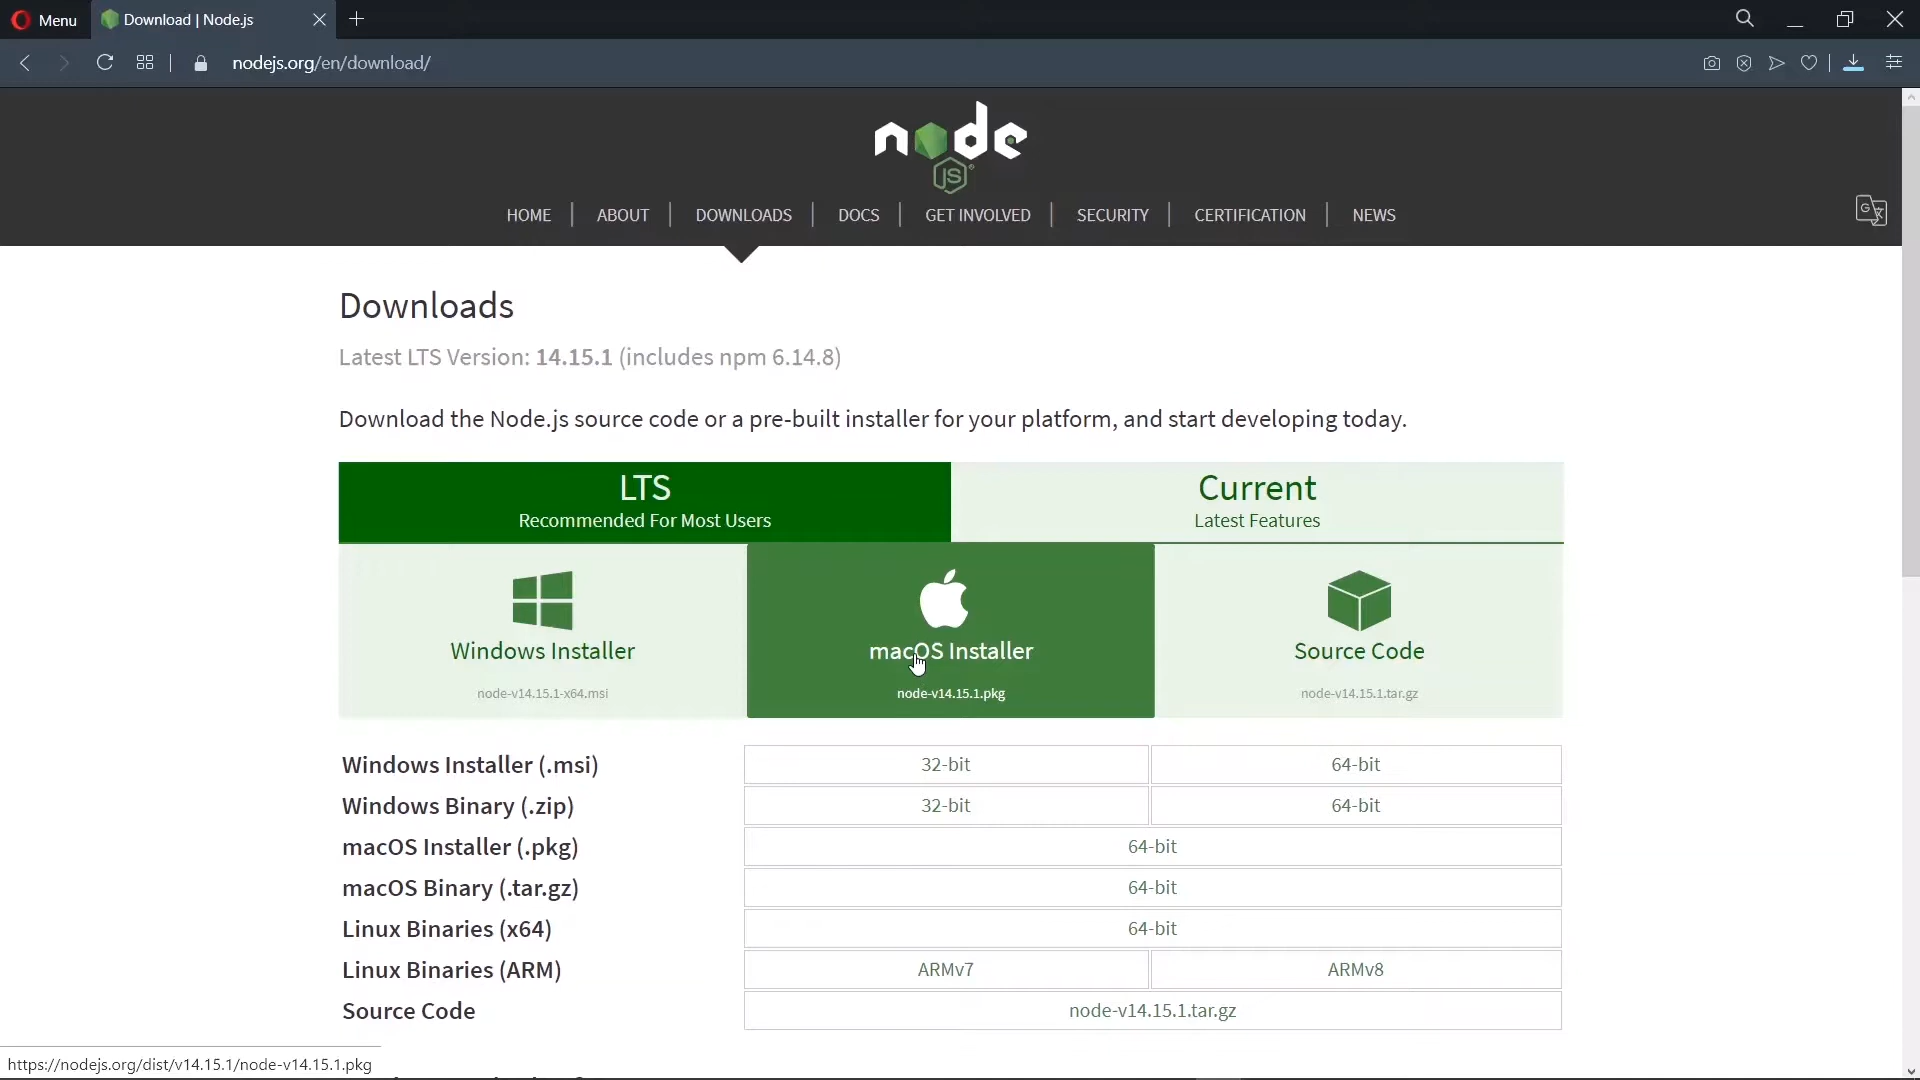 Menu
Download | Node.js
nodejs.org/en/download/
node
JS
HOME | ABOUT | DOWNLOADS | DOCS | GET INVOLVED | SECURITY | CERTIFICATION | NEWS
Downloads
Latest LTS Version: 14.15.1 (includes npm 6.14.8)
Download the Node.js source code or a pre-built installer for your platform, and start developing today.
LTS
Recommended For Most Users
Current
Latest Features
Windows Installer
node-v14.15.1-x64.msi
macOS Installer
node-v14.15.1.pkg
Source Code
node-v14.15.1.tar.gz
Windows Installer (.msi) 32-bit 64-bit
Windows Binary (.zip) 32-bit 64-bit
macOS Installer (.pkg) 64-bit
macOS Binary (.tar.gz) 64-bit
Linux Binaries (x64) 64-bit
Linux Binaries (ARM) ARMv7 ARMv8
Source Code node-v14.15.1.tar.gz
https://nodejs.org/dist/v14.15.1/node-v14.15.1.pkg